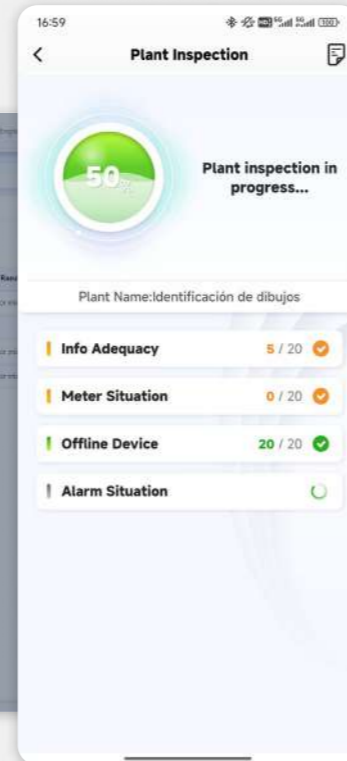 16:59
Plant Inspection
50%
Plant inspection in
progress...
Plant Name:Identificación de dibujos
Info Adequacy 5 / 20
Meter Situation 0 / 20
Offline Device 20 / 20
Alarm Situation